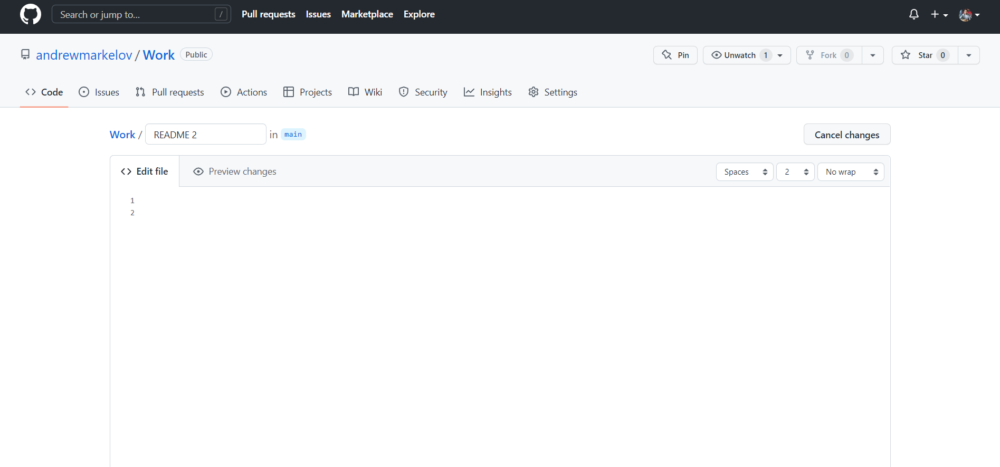 Search or jump to... / Pull requests Issues Marketplace Explore
andrewmarkelov / Work Public Pin Unwatch 1 Fork 0 Star 0
Code Issues Pull requests Actions Projects Wiki Security Insights Settings
Work / README 2 in main Cancel changes
Edit file Preview changes Spaces 2 No wrap
1
2